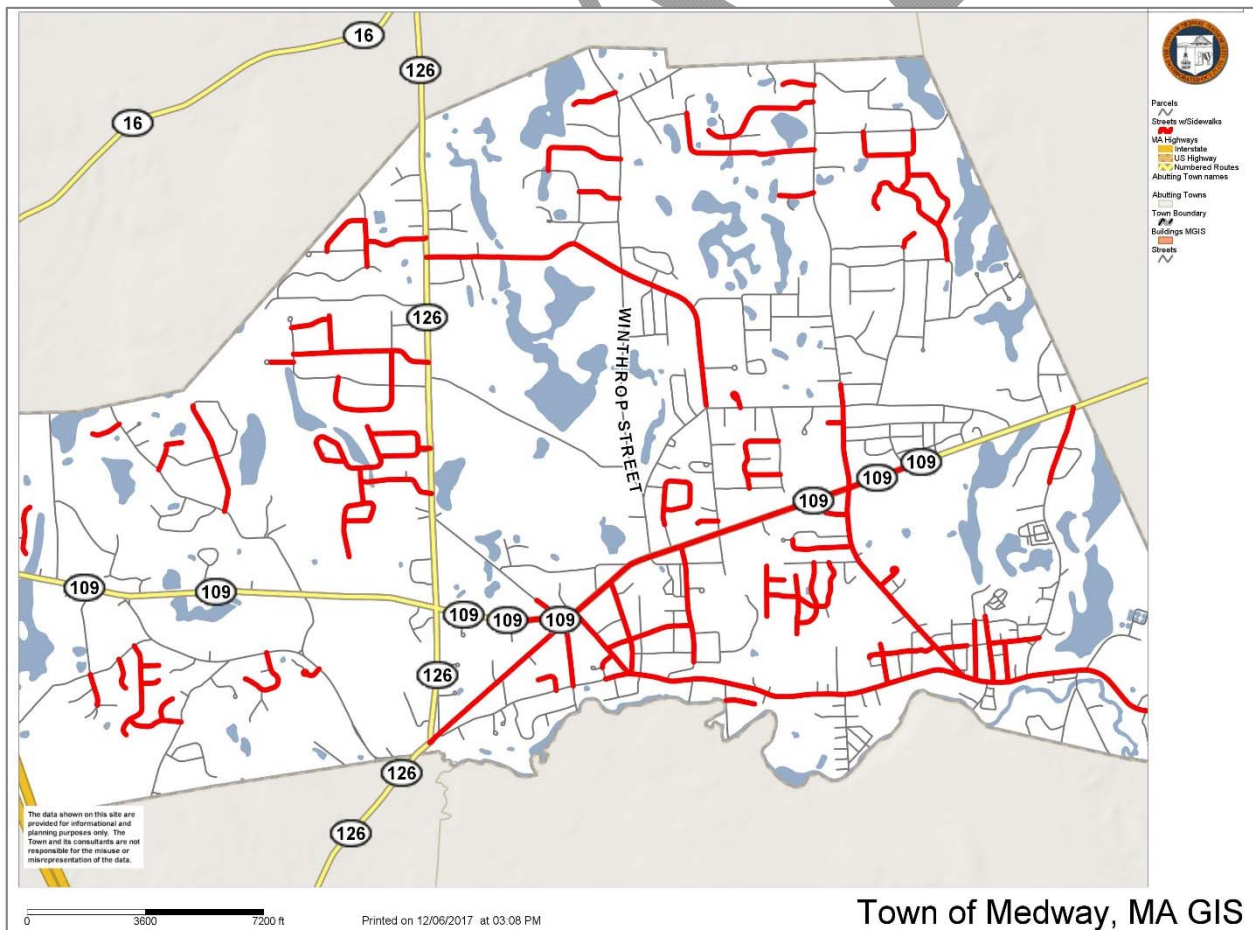 16
126
16
126
WINTHROP STREET
109
109
109
109
109
109
109
109
126
126
126
Parcels
Streets w/Sidewalks
MA Highways
Interstate
US Highway
Numbered Routes
Abutting Town names
Abutting Towns
Town Boundary
Buildings MGIS
Streets
The data shown on this site are
provided for informational and
planning purposes only. The
Town and its consultants are not
responsible for the misuse or
misrepresentation of the data.
0 3600 7200 ft
Printed on 12/06/2017 at 03:08 PM
Town of Medway, MA GIS